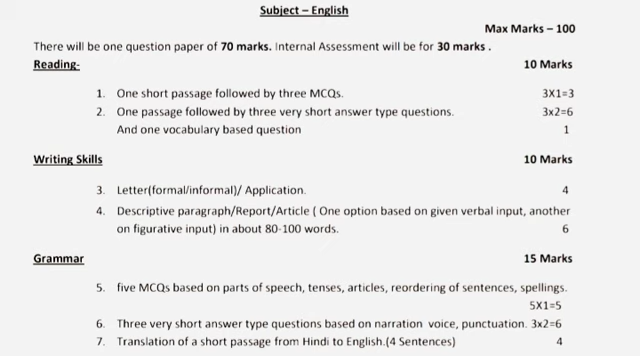 Subject – English
Max Marks – 100
There will be one question paper of 70 marks. Internal Assessment will be for 30 marks .
Reading:- 10 Marks
1. One short passage followed by three MCQs. 3X1=3
2. One passage followed by three very short answer type questions. 3x2=6
And one vocabulary based question 1
Writing Skills 10 Marks
3. Letter(formal/informal)/ Application. 4
4. Descriptive paragraph/Report/Article ( One option based on given verbal input, another
on figurative input) in about 80-100 words. 6
Grammar 15 Marks
5. five MCQs based on parts of speech, tenses, articles, reordering of sentences, spellings.
5X1=5
6. Three very short answer type questions based on narration voice, punctuation. 3x2=6
7. Translation of a short passage from Hindi to English.(4 Sentences) 4